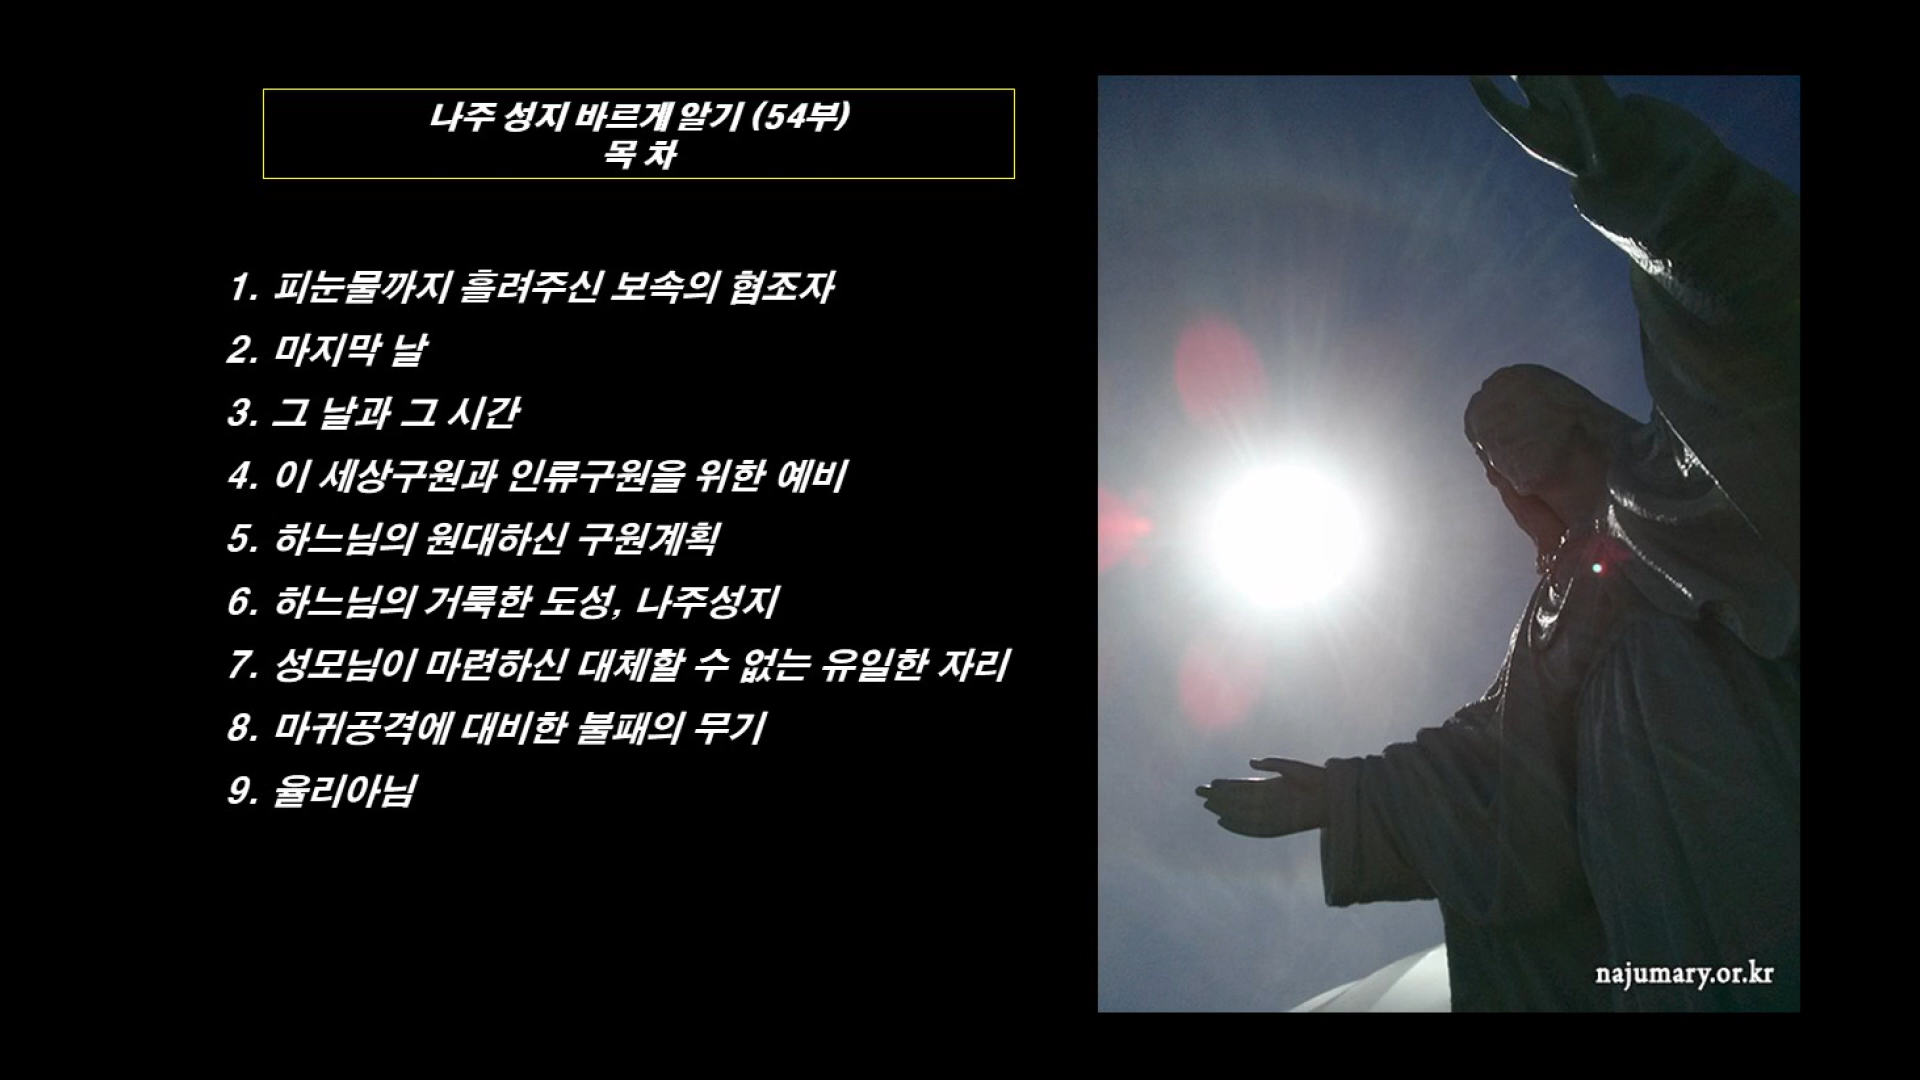 나주 성지 바르게 알기 (54부)
목 차
1. 피눈물까지 흘려주신 보속의 협조자
2. 마지막 날
3. 그 날과 그 시간
4. 이 세상구원과 인류구원을 위한 예비
5. 하느님의 원대하신 구원계획
6. 하느님의 거룩한 도성, 나주성지
7. 성모님이 마련하신 대체할 수 없는 유일한 자리
8. 마귀공격에 대비한 불패의 무기
9. 율리아님
najumary.or.kr